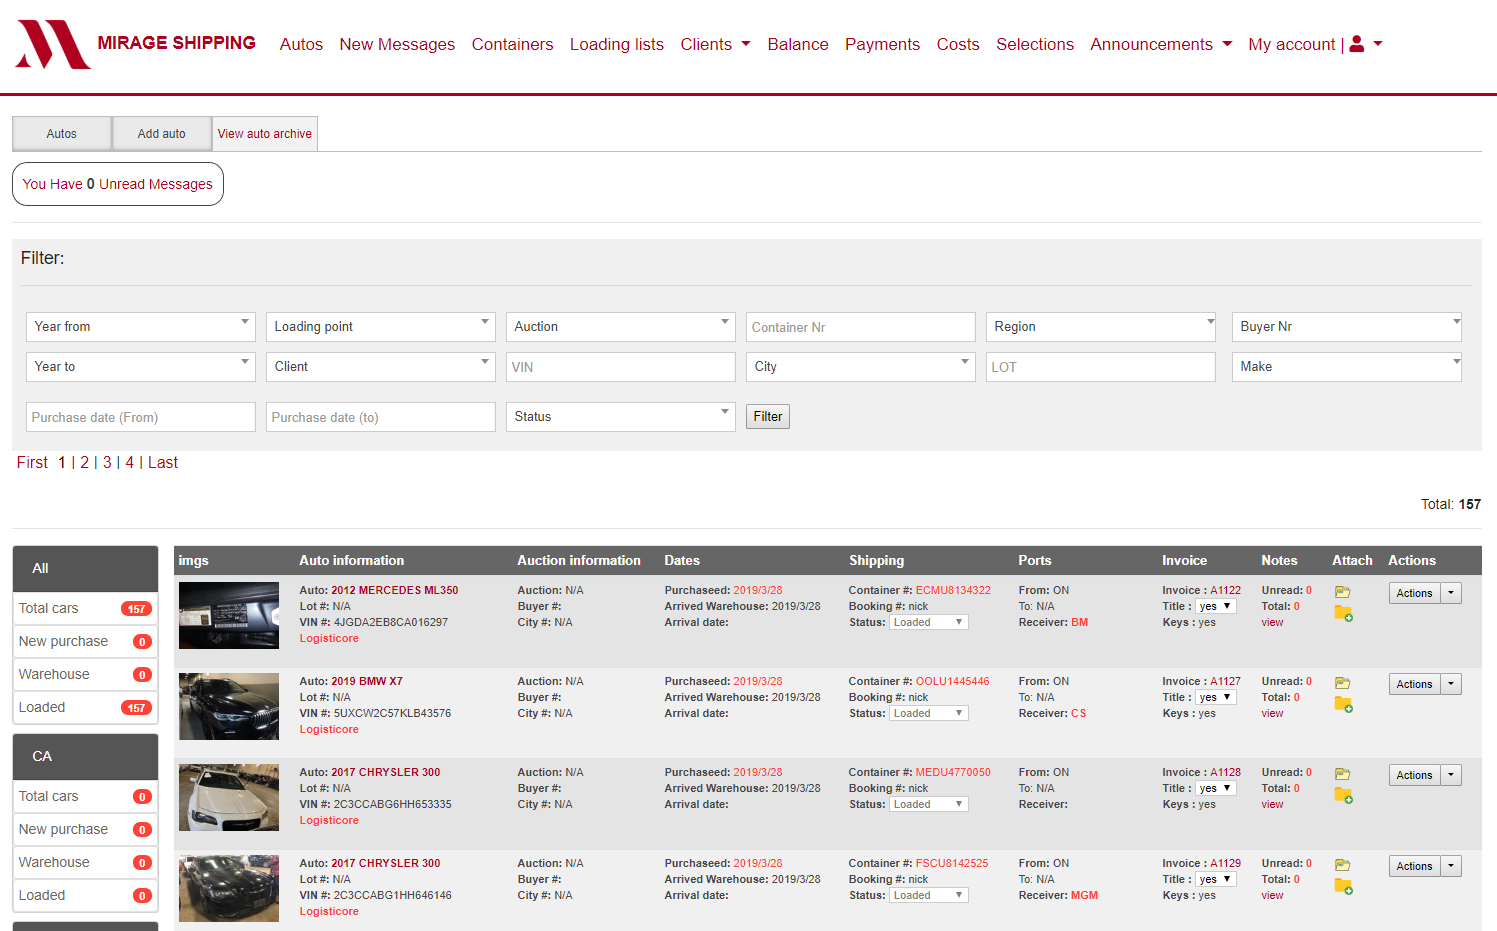 MIRAGE SHIPPING Autos New Messages Containers Loading lists Clients Balance Payments Costs Selections Announcements My account |
Autos Add auto View auto archive
You Have 0 Unread Messages
Filter:
Year from Loading point Auction Container Nr Region Buyer Nr
Year to Client VIN City LOT Make
Purchase date (From) Purchase date (to) Status Filter
First 1 | 2 | 3 | 4 | Last
Total: 157
All
Total cars 157
New purchase 0
Warehouse 0
Loaded 157
CA
Total cars 0
New purchase 0
Warehouse 0
Loaded 0
imgs Auto information Auction information Dates Shipping Ports Invoice Notes Attach Actions
Auto: 2012 MERCEDES ML350 Auction: N/A Purchaseed: 2019/3/28 Container #: ECMU8134322 From: ON Invoice : A1122 Unread: 0 Actions
Lot #: N/A Buyer #: Arrived Warehouse: 2019/3/28 Booking #: nick To: N/A Title : yes Total: 0
VIN #: 4JGDA2EB8CA016297 City #: N/A Arrival date: Status: Loaded Receiver: BM Keys : yes view
Logisticore
Auto: 2019 BMW X7 Auction: N/A Purchaseed: 2019/3/28 Container #: OOLU1445446 From: ON Invoice : A1127 Unread: 0 Actions
Lot #: N/A Buyer #: Arrived Warehouse: 2019/3/28 Booking #: nick To: N/A Title : yes Total: 0
VIN #: 5UXCW2C57KLB43576 City #: N/A Arrival date: Status: Loaded Receiver: CS Keys : yes view
Logisticore
Auto: 2017 CHRYSLER 300 Auction: N/A Purchaseed: 2019/3/28 Container #: MEDU4770050 From: ON Invoice : A1128 Unread: 0 Actions
Lot #: N/A Buyer #: Arrived Warehouse: 2019/3/28 Booking #: nick To: N/A Title : yes Total: 0
VIN #: 2C3CCABG6HH653335 City #: N/A Arrival date: Status: Loaded Receiver: Keys : yes view
Logisticore
Auto: 2017 CHRYSLER 300 Auction: N/A Purchaseed: 2019/3/28 Container #: FSCU8142525 From: ON Invoice : A1129 Unread: 0 Actions
Lot #: N/A Buyer #: Arrived Warehouse: 2019/3/28 Booking #: nick To: N/A Title : yes Total: 0
VIN #: 2C3CCABG1HH646146 City #: N/A Arrival date: Status: Loaded Receiver: MGM Keys : yes view
Logisticore